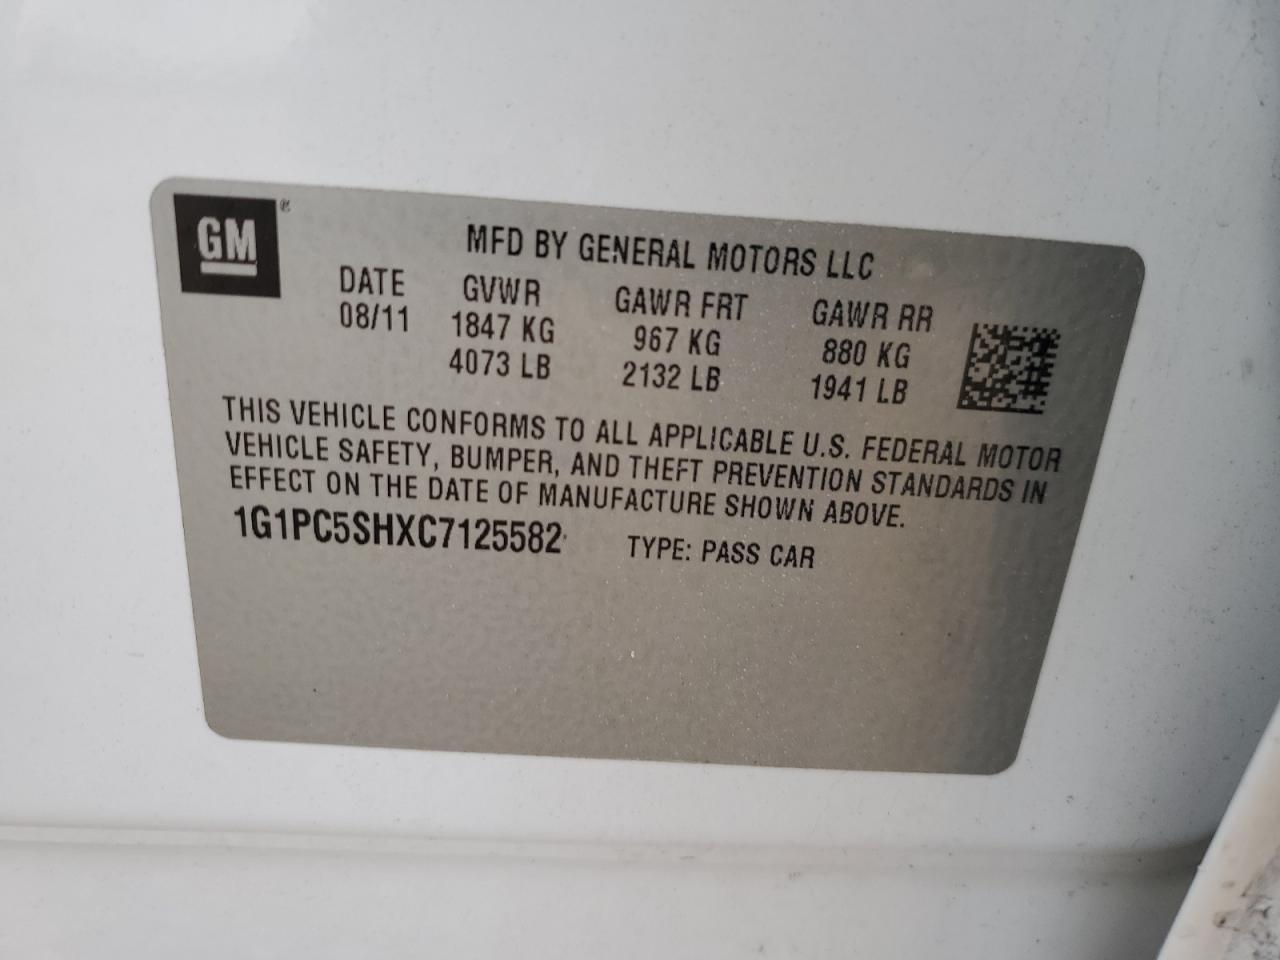 GM ®
MFD BY GENERAL MOTORS LLC
DATE GVWR GAWR FRT GAWR RR
08/11 1847 KG 967 KG 880 KG
4073 LB 2132 LB 1941 LB
THIS VEHICLE CONFORMS TO ALL APPLICABLE U.S. FEDERAL MOTOR
VEHICLE SAFETY, BUMPER, AND THEFT PREVENTION STANDARDS IN
EFFECT ON THE DATE OF MANUFACTURE SHOWN ABOVE.
1G1PC5SHXC7125582 TYPE: PASS CAR